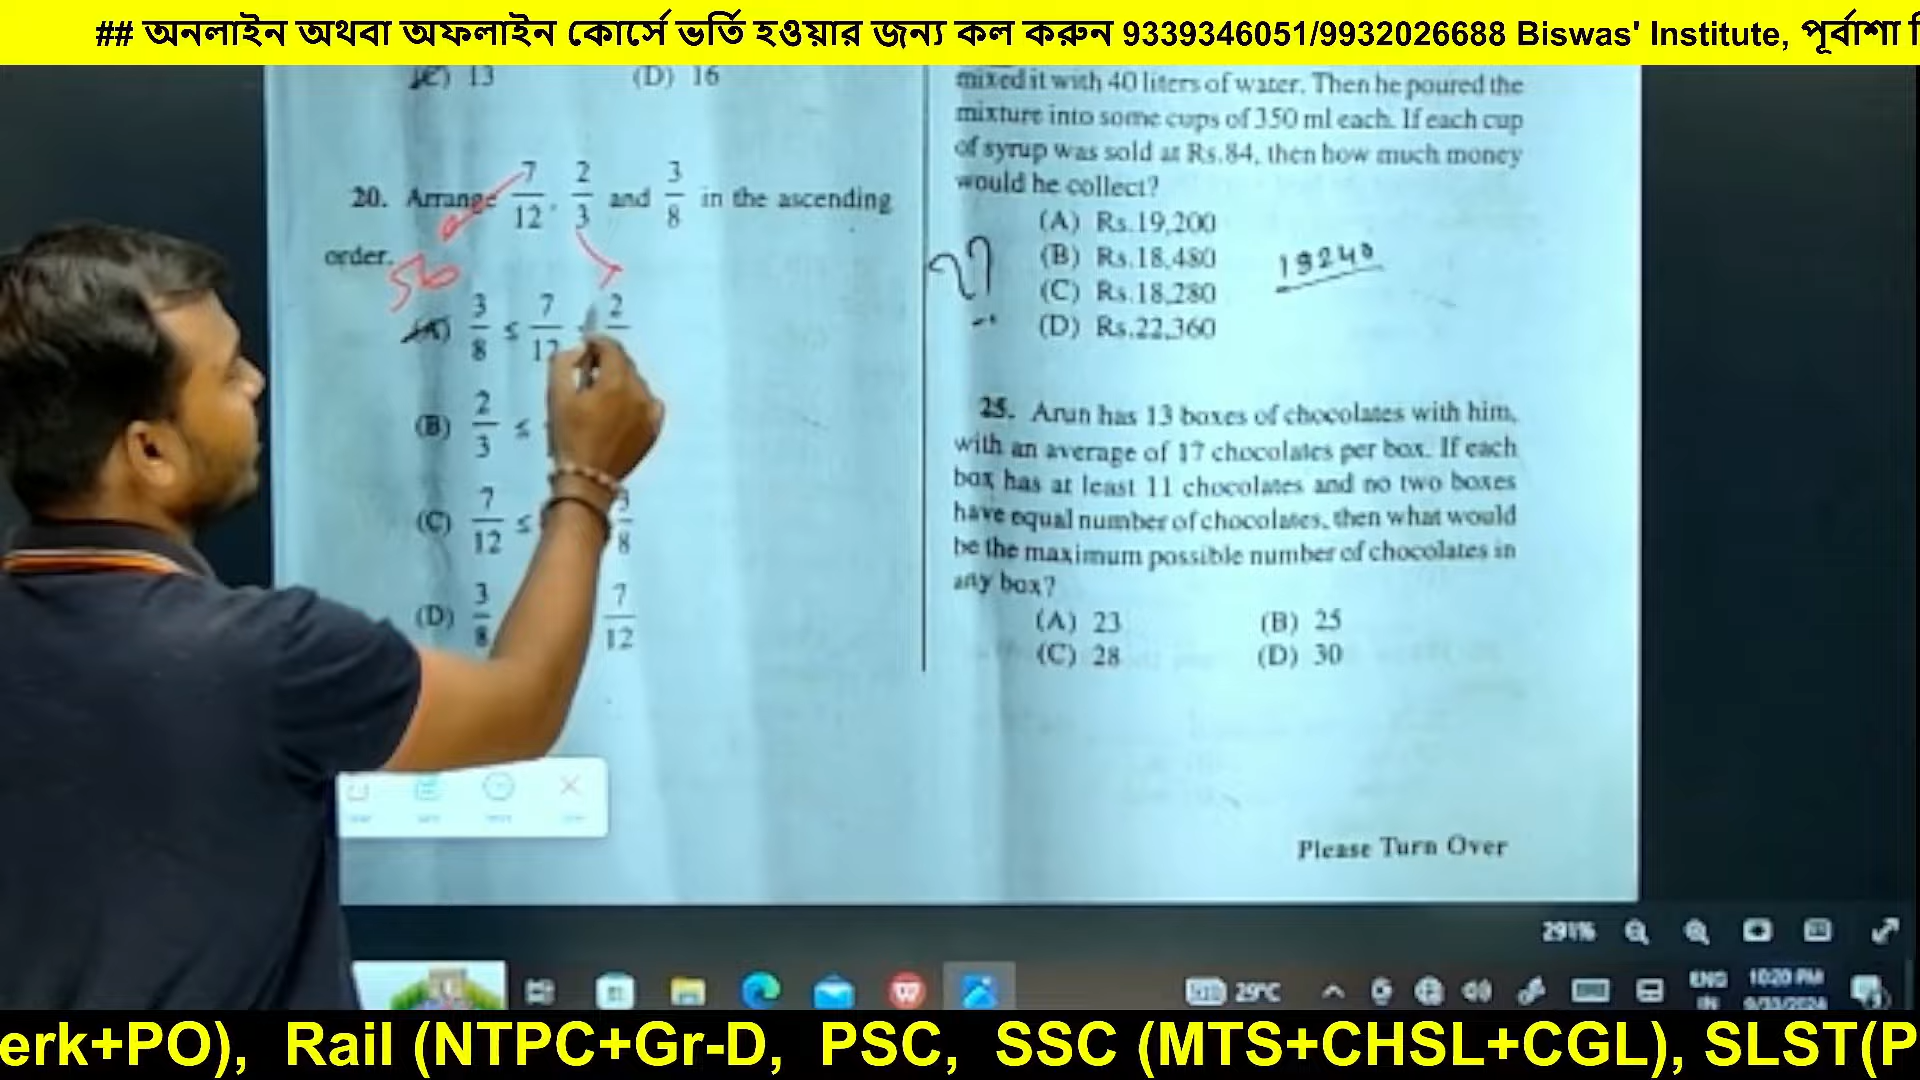 ## অনলাইন অথবা অফলাইন কোর্সে ভর্তি হওয়ার জন্য কল করুন 9339346051/9932026688 Biswas' Institute, পূর্বাশা
(C) 13 (D) 16
20. Arrange 7/12, 2/3 and 3/8 in the ascending
order.
56
(A) 3/8 ≤ 7/12 2
(B) 2/3 ≤
(C) 7/12 ≤ 3/8
(D) 3/8 7/12
mixed it with 40 liters of water. Then he poured the
mixture into some cups of 350 ml each. If each cup
of syrup was sold at Rs.84, then how much money
would he collect?
(A) Rs.19,200
(B) Rs.18,480
(C) Rs.18,280
(D) Rs.22,360
??
19240
25. Arun has 13 boxes of chocolates with him,
with an average of 17 chocolates per box. If each
box has at least 11 chocolates and no two boxes
have equal number of chocolates, then what would
be the maximum possible number of chocolates in
any box?
(A) 23 (B) 25
(C) 28 (D) 30
Please Turn Over
291%
29°C ENG 10:20 PM
IN
erk+PO), Rail (NTPC+Gr-D, PSC, SSC (MTS+CHSL+CGL), SLST(P